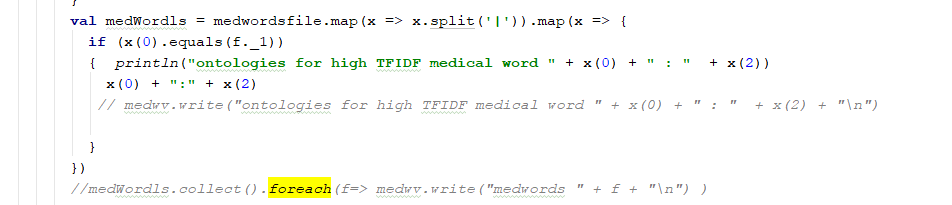 }
val medWordls = medwordsfile.map(x => x.split('|')).map(x => {
if (x(0).equals(f._1))
{  println("ontologies for high TFIDF medical word " + x(0) + " : "  + x(2))
x(0) + ":" + x(2)
// medwv.write("ontologies for high TFIDF medical word " + x(0) + " : "  + x(2) + "\n")
}
})
//medWordls.collect().foreach(f=> medwv.write("medwords " + f + "\n") )